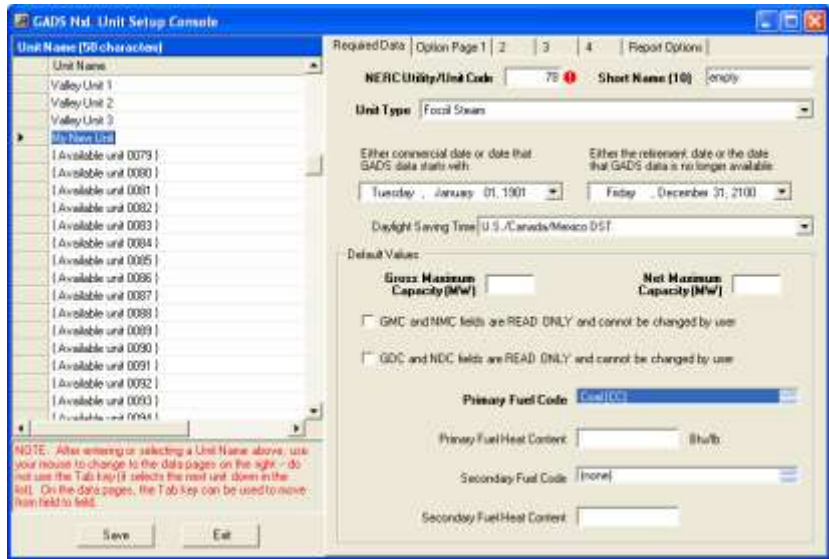 GADS Nxl. Unit Setup Console
Unit Name (50 characters)
Unit Name
Valley Unit 1
Valley Unit 2
Valley Unit 3
My New Unit
{ Available unit 0079 }
{ Available unit 0080 }
{ Available unit 0081 }
{ Available unit 0082 }
{ Available unit 0083 }
{ Available unit 0084 }
{ Available unit 0085 }
{ Available unit 0086 }
{ Available unit 0087 }
{ Available unit 0088 }
{ Available unit 0089 }
{ Available unit 0090 }
{ Available unit 0091 }
{ Available unit 0092 }
{ Available unit 0093 }
{ Available unit 0094 }
NOTE: After entering or selecting a Unit Name above, use
your mouse to change to the data pages on the right - do
not use the Tab key (it selects the next unit down in the
list). On the data pages, the Tab key can be used to move
from field to field.
Save Exit
Required Data Option Page 1 2 3 4 Report Options
NERC Utility/Unit Code 78 Short Name (10) empty
Unit Type Fossil Steam
Either commercial date or date that
GADS data starts with
Either the retirement date or the date
that GADS data is no longer available
Tuesday , January 01, 1901 Friday , December 31, 2100
Daylight Saving Time U.S./Canada/Mexico DST
Default Values
Gross Maximum
Capacity (MW)
Net Maximum
Capacity (MW)
GMC and NMC fields are READ ONLY and cannot be changed by user
GDC and NDC fields are READ ONLY and cannot be changed by user
Primary Fuel Code Coal (CC)
Primary Fuel Heat Content Btu/lb
Secondary Fuel Code (none)
Secondary Fuel Heat Content